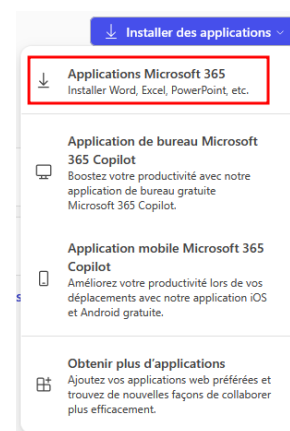 Installer des applications
Applications Microsoft 365
Installer Word, Excel, PowerPoint, etc.
Application de bureau Microsoft
365 Copilot
Boostez votre productivité avec notre
application de bureau gratuite
Microsoft 365 Copilot.
Application mobile Microsoft 365
Copilot
Améliorez votre productivité lors de vos
déplacements avec notre application iOS
et Android gratuite.
Obtenir plus d'applications
Ajoutez vos applications web préférées et
trouvez de nouvelles façons de collaborer
plus efficacement.